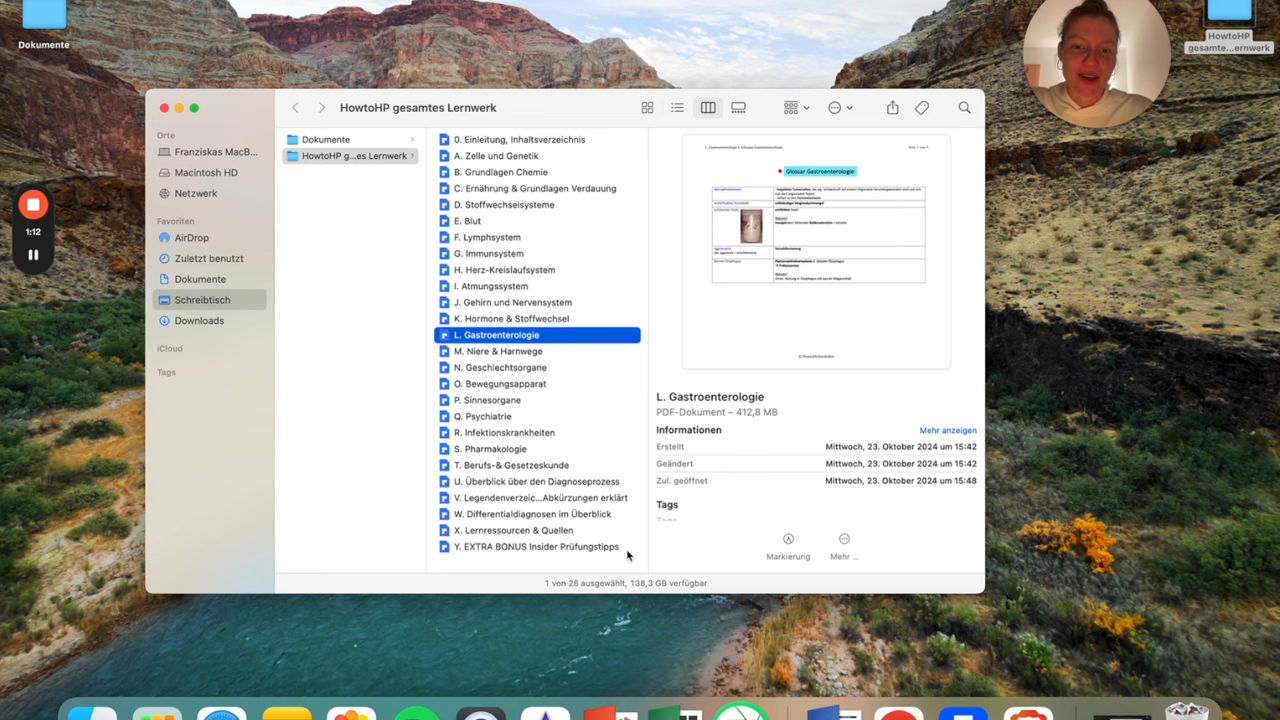 Dokumente
HowtoHP
gesamte...ernwerk
HowtoHP gesamtes Lernwerk
1:12
Orte
Franziskas MacB...
Macintosh HD
Netzwerk
Favoriten
AirDrop
Zuletzt benutzt
Dokumente
Schreibtisch
Downloads
iCloud
Tags
Dokumente
HowtoHP g...es Lernwerk
0. Einleitung, Inhaltsverzeichnis
A. Zelle und Genetik
B. Grundlagen Chemie
C. Ernährung & Grundlagen Verdauung
D. Stoffwechselsysteme
E. Blut
F. Lymphsystem
G. Immunsystem
H. Herz-Kreislaufsystem
I. Atmungssystem
J. Gehirn und Nervensystem
K. Hormone & Stoffwechsel
L. Gastroenterologie
M. Niere & Harnwege
N. Geschlechtsorgane
O. Bewegungsapparat
P. Sinnesorgane
Q. Psychiatrie
R. Infektionskrankheiten
S. Pharmakologie
T. Berufs-& Gesetzeskunde
U. Überblick über den Diagnoseprozess
V. Legendenverzeic...Abkürzungen erklärt
W. Differentialdiagnosen im Überblick
X. Lernressourcen & Quellen
Y. EXTRA BONUS Insider Prüfungstipps
Glossar Gastroenterologie
L. Gastroenterologie
PDF-Dokument – 412,8 MB
Informationen
Mehr anzeigen
Erstellt
Mittwoch, 23. Oktober 2024 um 15:42
Geändert
Mittwoch, 23. Oktober 2024 um 15:42
Zul. geöffnet
Mittwoch, 23. Oktober 2024 um 15:48
Tags
Markierung
Mehr ...
1 von 26 ausgewählt, 138,3 GB verfügbar